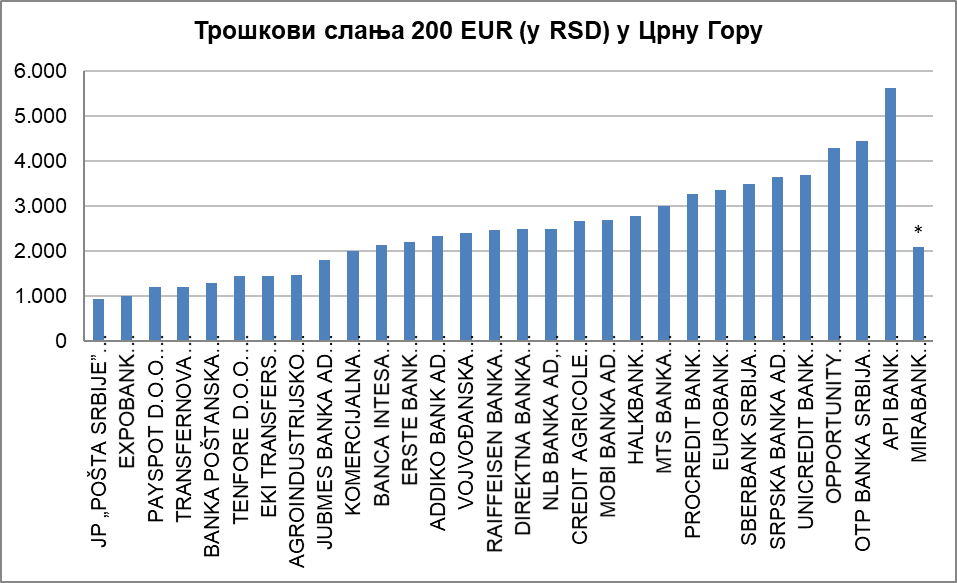 Трошкови слања 200 EUR (у RSD) у Црну Гору
6.000
5.000
4.000
3.000
2.000
1.000
0
*
JP „POŠTA SRBIJE” …
EXPOBANK…
PAYSPOT D.O.O.…
TRANSFERNOVA…
BANKA POŠTANSKA…
TENFORE D.O.O.…
EKI TRANSFERS…
AGROINDUSTRIJSKO…
JUBMES BANKA AD…
KOMERCIJALNA…
BANCA INTESA…
ERSTE BANK…
ADDIKO BANK AD…
VOJVOĐANSKA…
RAIFFEISEN BANKA…
DIREKTNA BANKA…
NLB BANKA AD,…
CREDIT AGRICOLE…
MOBI BANKA AD…
HALKBANK…
MTS BANKA…
PROCREDIT BANK…
EUROBANK…
SBERBANK SRBIJA…
SRPSKA BANKA AD…
UNICREDIT BANK…
OPPORTUNITY…
OTP BANKA SRBIJA…
API BANK…
MIRABANK…